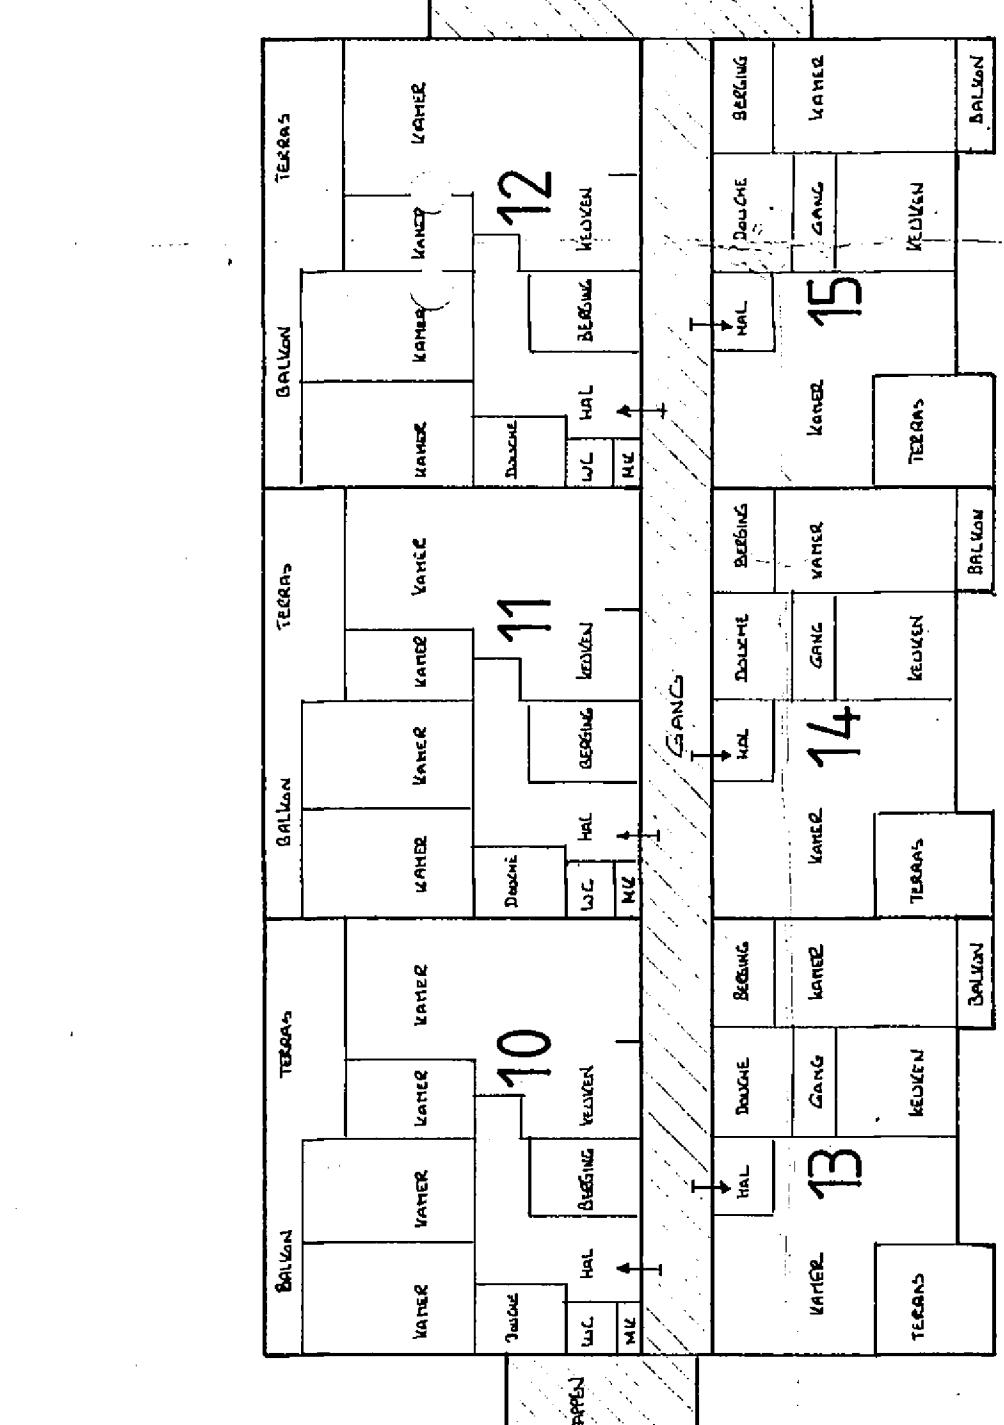 TERRAS
KAMER
KAMER
12
KEUKEN
BALKON
KAMER
BERGING
KAMER
DOUCHE
HAL
WC
MK
BERGING
KAMER
BALKON
DOUCHE
GANG
KEUKEN
HAL
15
KAMER
TERRAS
TERRAS
KAMER
KAMER
11
KEUKEN
BALKON
KAMER
BERGING
KAMER
DOUCHE
HAL
WC
MK
GANG
BERGING
KAMER
BALKON
DOUCHE
GANG
KEUKEN
HAL
14
KAMER
TERRAS
TERRAS
KAMER
KAMER
10
KEUKEN
BALKON
KAMER
BERGING
KAMER
DOUCHE
HAL
WC
MK
BERGING
KAMER
BALKON
DOUCHE
GANG
KEUKEN
HAL
13
KAMER
TERRAS